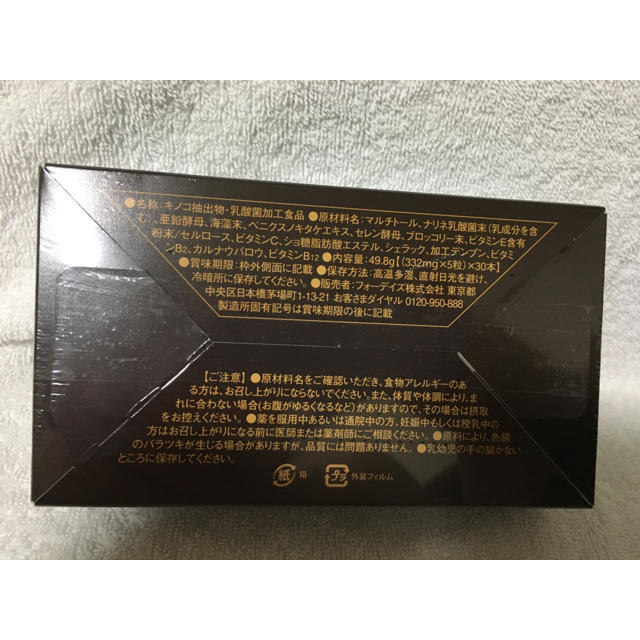 ●名称:キノコ抽出物・乳酸菌加工食品 ●原材料名:マルチトール、ナリネ乳酸菌末(乳成分を含
む)、亜鉛酵母、海藻末、ベニクスノキタケエキス、セレン酵母、ブロッコリー末、ビタミンE含有
粉末/セルロース、ビタミンC、ショ糖脂肪酸エステル、シェラック、加工デンプン、ビタミ
ンB2、カルナウバロウ、ビタミンB12 ●内容量:49.8g[(332mg×5粒)×30本]
●賞味期限:枠外側面に記載 ●保存方法:高温多湿、直射日光を避け、
冷暗所に保存してください。 ●販売者:フォーデイズ株式会社 東京都
中央区日本橋茅場町1-13-21 お客さまダイヤル 0120-950-888
製造所固有記号は賞味期限の後に記載
【ご注意】 ●原材料名をご確認いただき、食物アレルギーのあ
る方は、お召し上がりにならないでください。また、体質や体調により、ま
れに合わない場合(お腹がゆるくなるなど)がありますので、その場合は摂取
をお控えください。 ●薬を服用中あるいは通院中の方、妊娠中もしくは授乳中の
方はお召し上がりになる前に医師または薬剤師にご相談ください。 ●原料により、色調
のバラツキが生じる場合がありますが、品質には問題ありません。 ●乳幼児の手の届かない
ところに保存してください。
紙 箱 プラ 外装フィルム